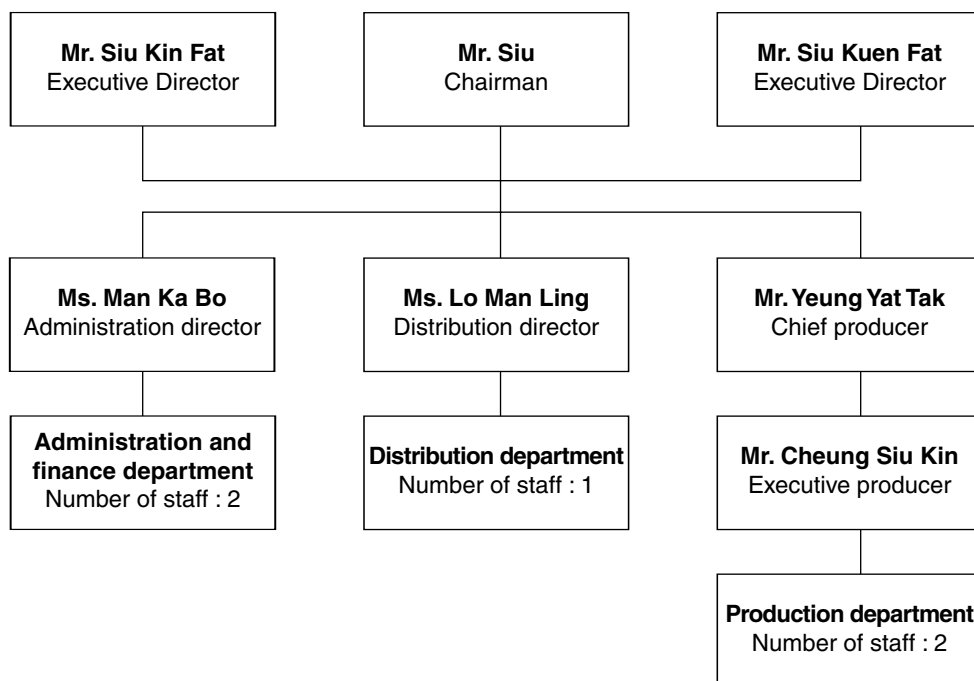 Mr. Siu Kin Fat
Executive Director
Mr. Siu
Chairman
Mr. Siu Kuen Fat
Executive Director
Ms. Man Ka Bo
Administration director
Ms. Lo Man Ling
Distribution director
Mr. Yeung Yat Tak
Chief producer
Administration and
finance department
Number of staff : 2
Distribution department
Number of staff : 1
Mr. Cheung Siu Kin
Executive producer
Production department
Number of staff : 2